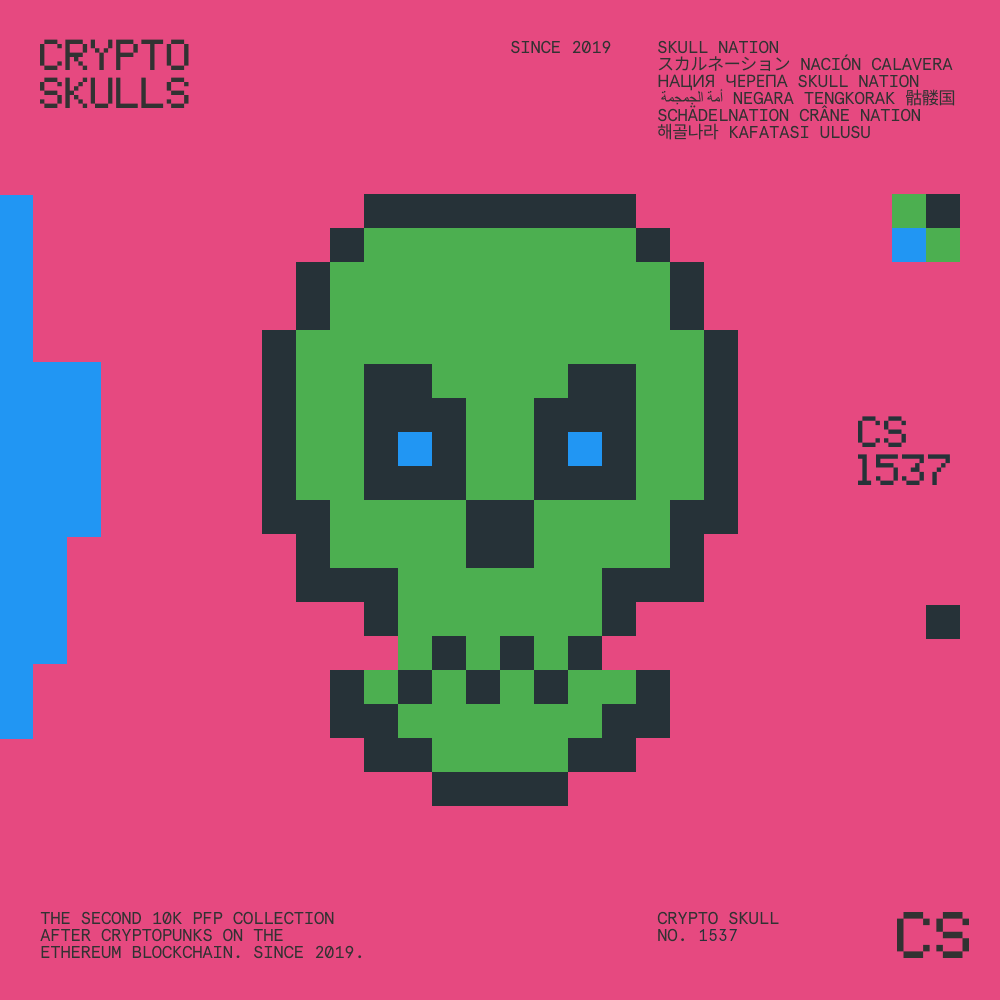 CRYPTO
SKULLS
SINCE 2019
SKULL NATION
スカルネーション NACIÓN CALAVERA
НАЦИЯ ЧЕРЕПА SKULL NATION
أمة الجمجمة NEGARA TENGKORAK 骷髅国
SCHÄDELNATION CRÂNE NATION
해골나라 KAFATASI ULUSU
CS
1537
THE SECOND 10K PFP COLLECTION
AFTER CRYPTOPUNKS ON THE
ETHEREUM BLOCKCHAIN. SINCE 2019.
CRYPTO SKULL
NO. 1537
CS